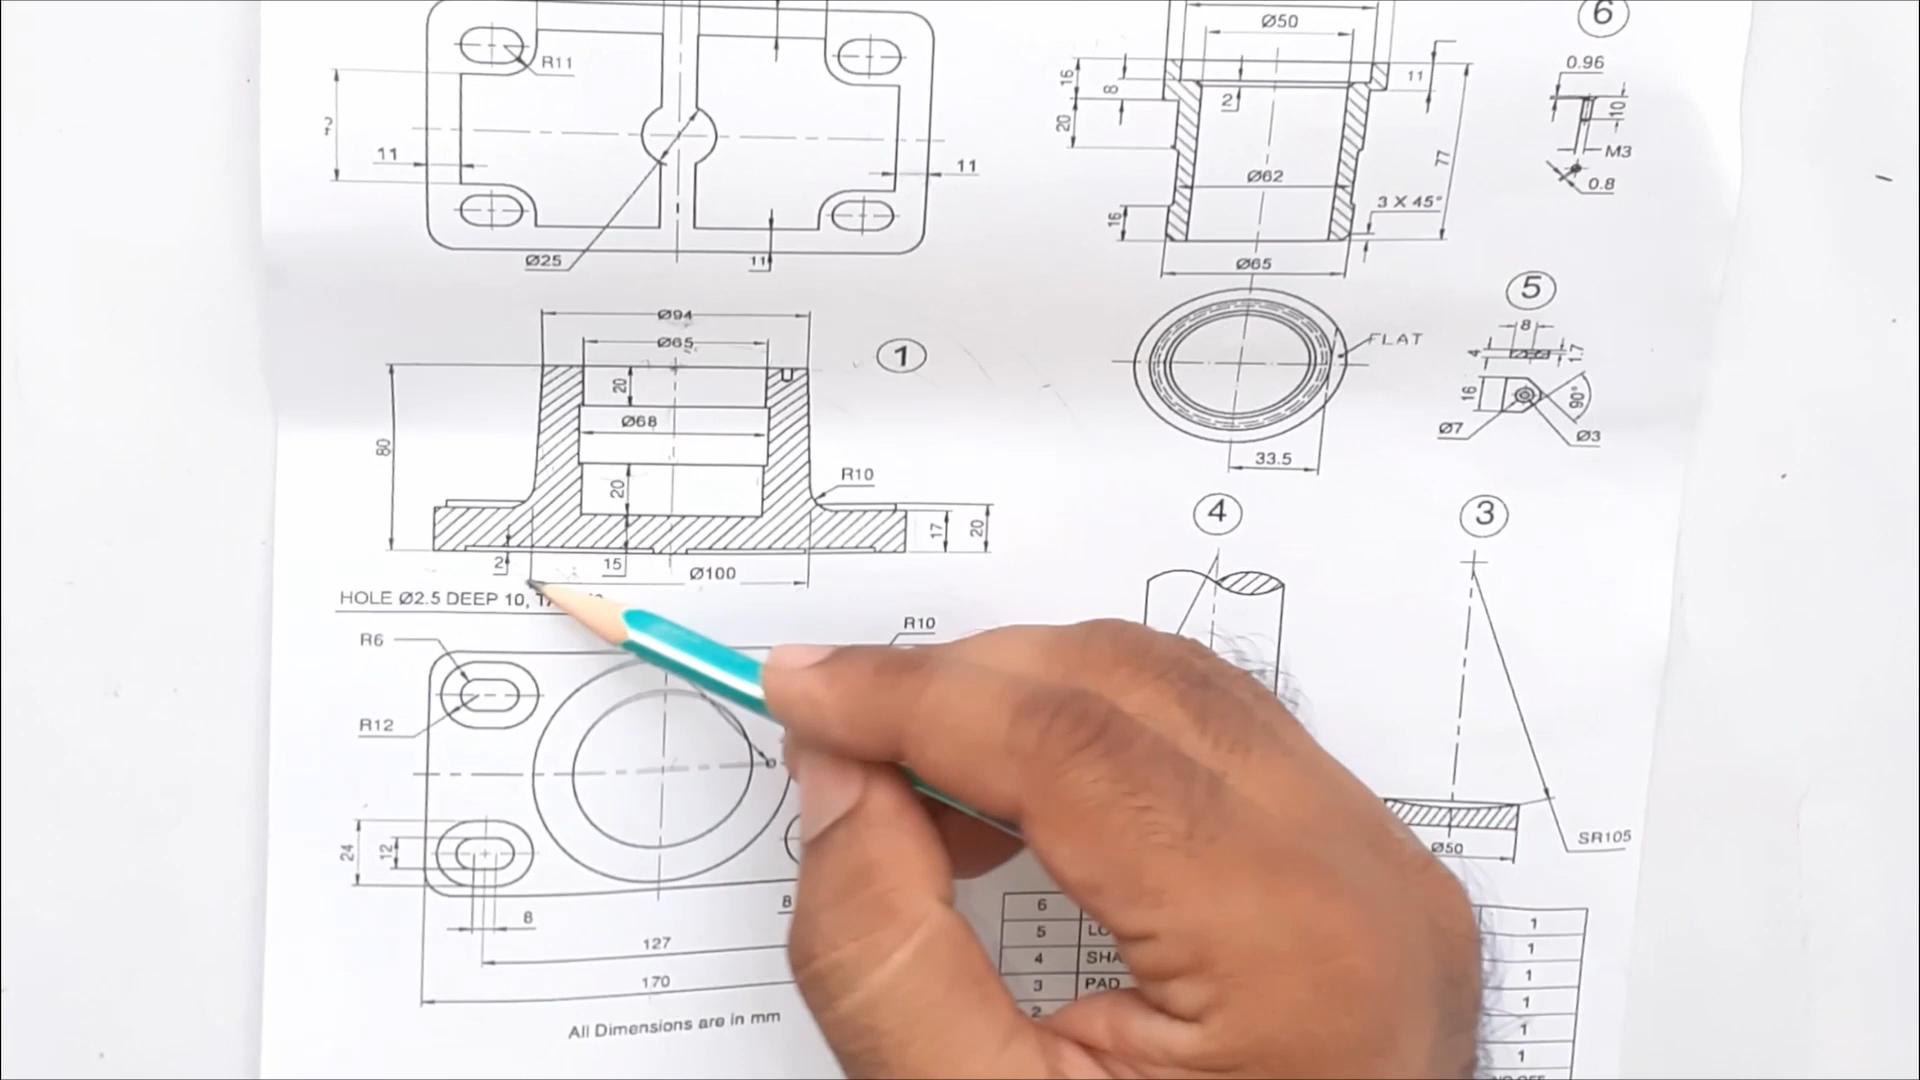 R11
11
11
Ø25
11
Ø50
16
8
20
2
11
77
Ø62
16
3 X 45°
Ø65
6
0.96
10
M3
0.8
Ø94
Ø65
1
20
Ø68
80
20
R10
17
20
2
15
Ø100
HOLE Ø2.5 DEEP 10,
FLAT
33.5
5
8
4
1.7
16
90°
Ø7
Ø3
4
3
SR105
Ø50
R6
R10
R12
24
12
8
8
127
170
All Dimensions are in mm
6 1
5 1
4 1
3 PAD 1
2 1
1